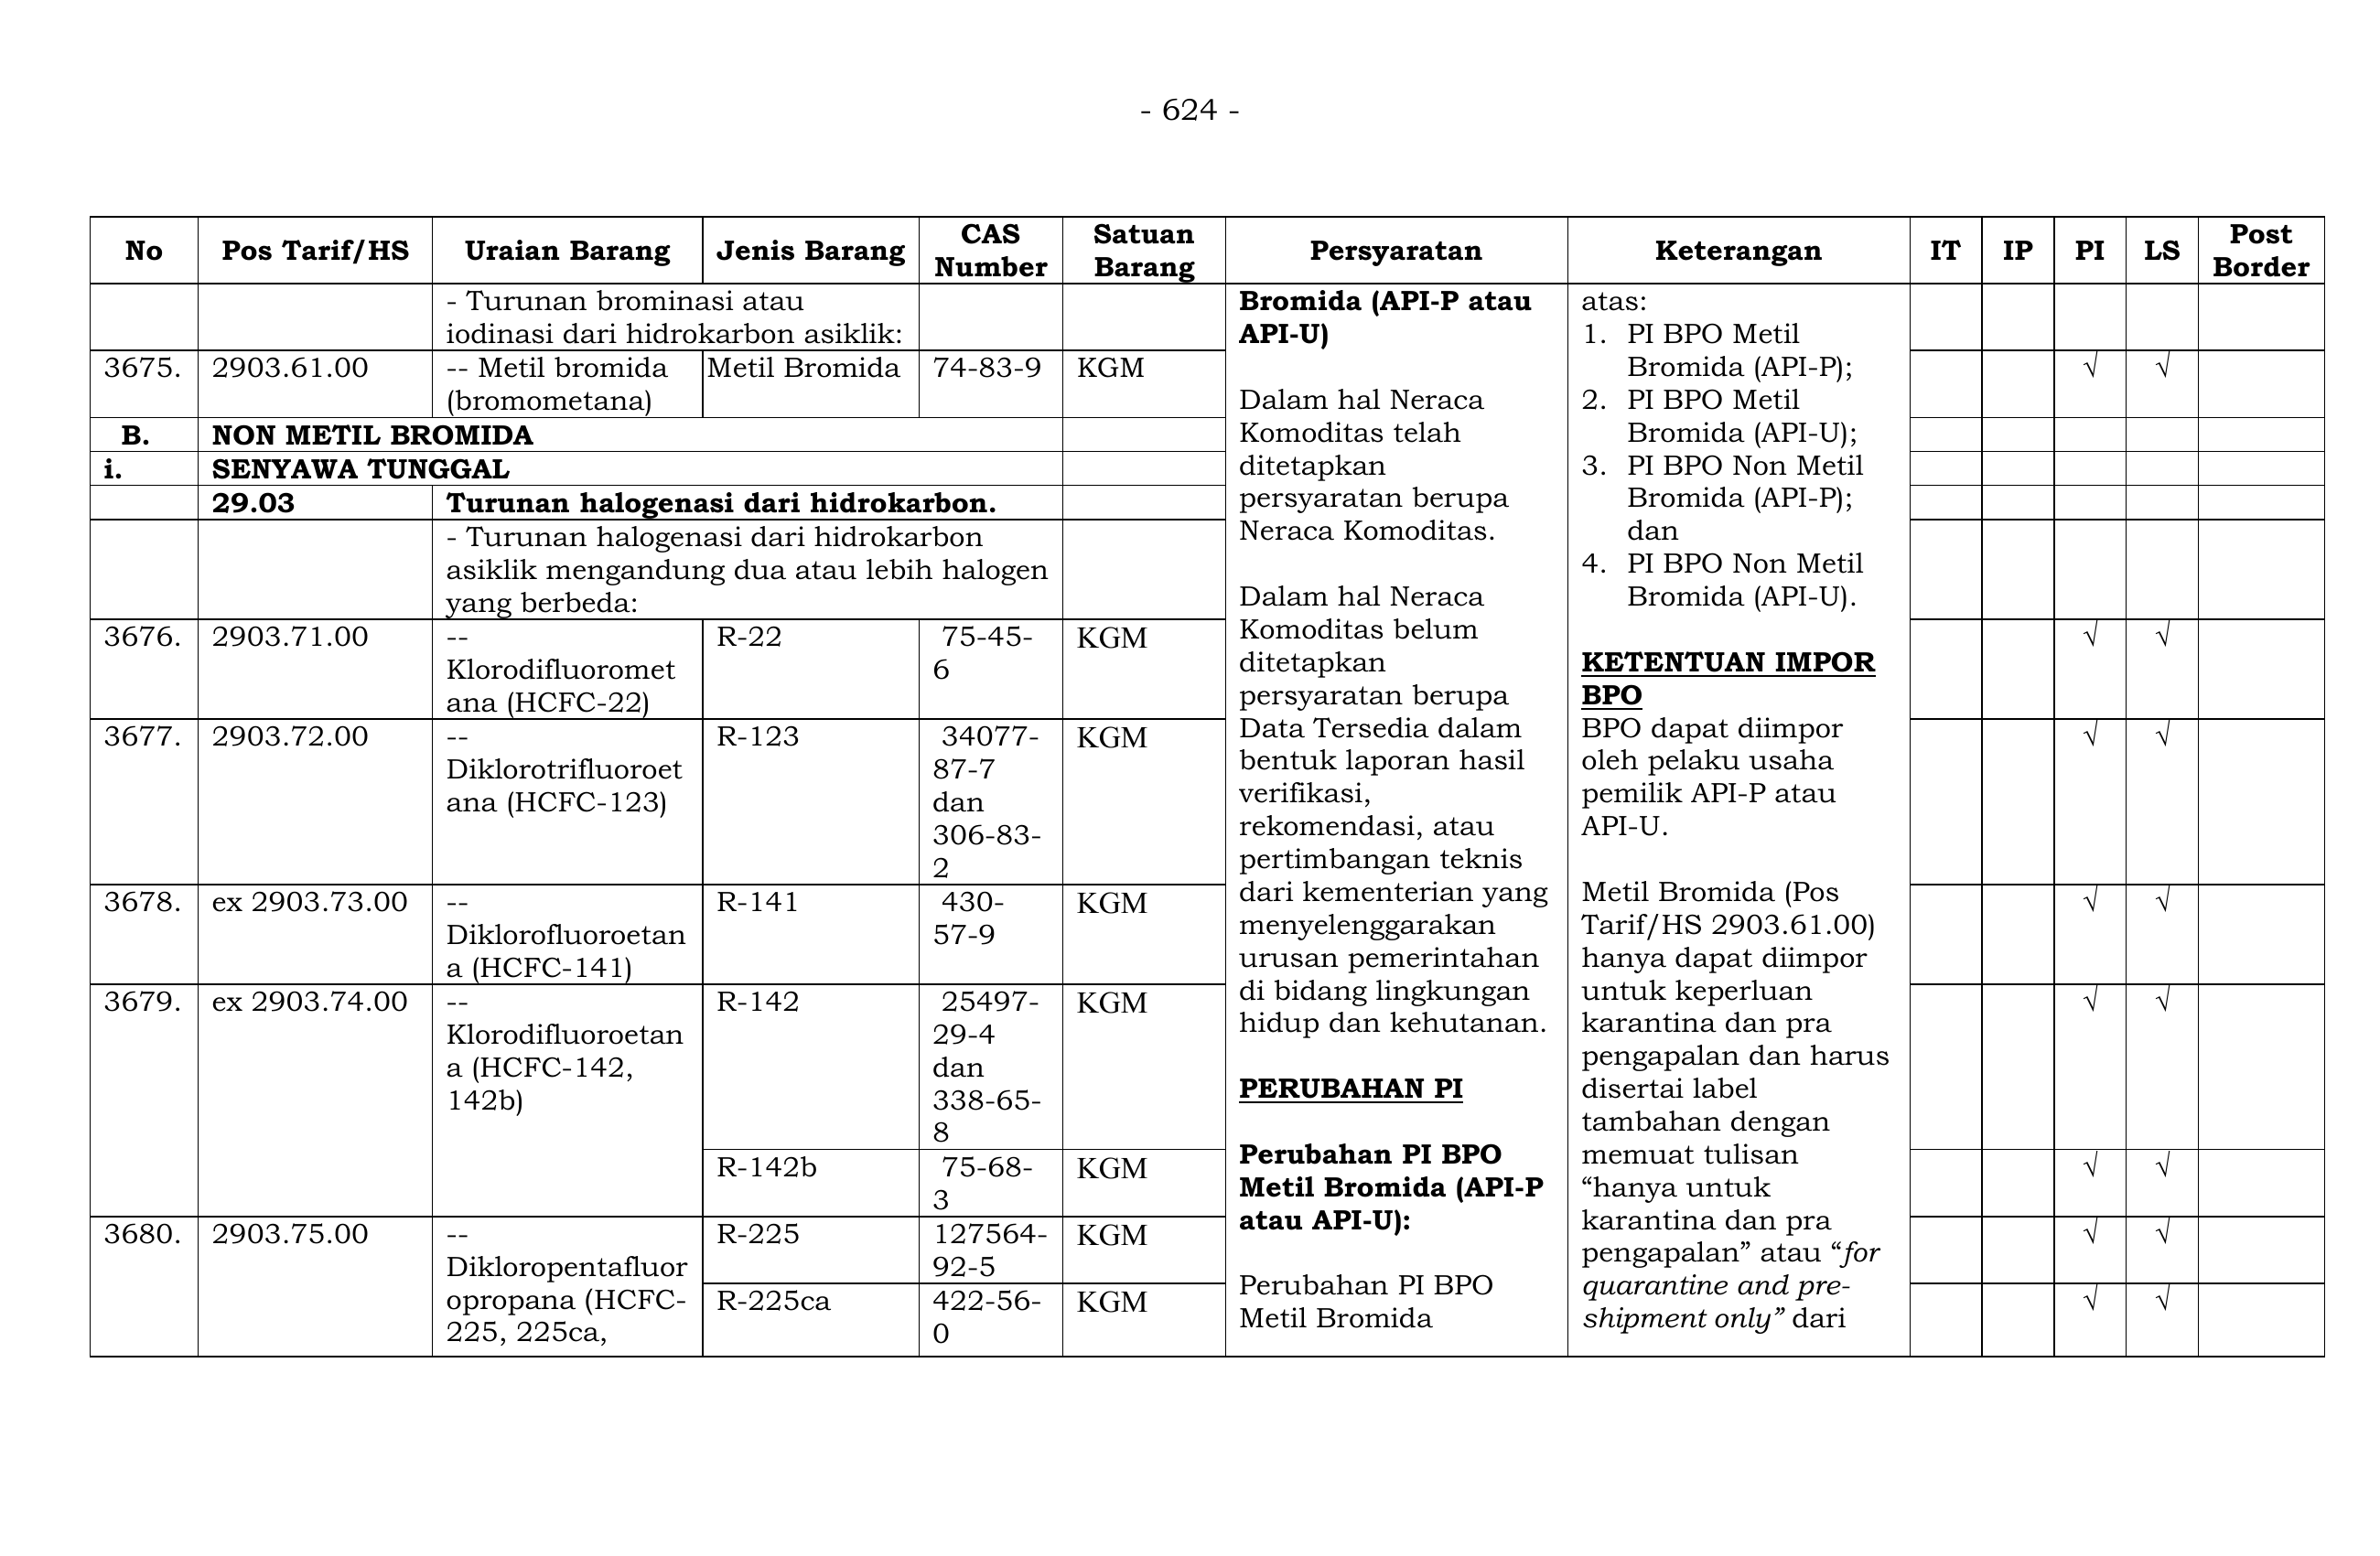 - 624 -
No
Pos Tarif/HS
Uraian Barang
Jenis Barang
CAS
Number
Satuan
Barang
Persyaratan
Keterangan
IT
IP
PI
LS
Post
Border
- Turunan brominasi atau
iodinasi dari hidrokarbon asiklik:
3675.
2903.61.00
-- Metil bromida
(bromometana)
Metil Bromida
74-83-9
KGM
√
√
B.
NON METIL BROMIDA
i.
SENYAWA TUNGGAL
29.03
Turunan halogenasi dari hidrokarbon.
- Turunan halogenasi dari hidrokarbon
asiklik mengandung dua atau lebih halogen
yang berbeda:
3676.
2903.71.00
--
Klorodifluoromet
ana (HCFC-22)
R-22
75-45-
6
KGM
√
√
3677.
2903.72.00
--
Diklorotrifluoroet
ana (HCFC-123)
R-123
34077-
87-7
dan
306-83-
2
KGM
√
√
3678.
ex 2903.73.00
--
Diklorofluoroetan
a (HCFC-141)
R-141
430-
57-9
KGM
√
√
3679.
ex 2903.74.00
--
Klorodifluoroetan
a (HCFC-142,
142b)
R-142
25497-
29-4
dan
338-65-
8
KGM
√
√
R-142b
75-68-
3
KGM
√
√
3680.
2903.75.00
--
Dikloropentafluor
opropana (HCFC-
225, 225ca,
R-225
127564-
92-5
KGM
√
√
R-225ca
422-56-
0
KGM
√
√
Bromida (API-P atau
API-U)
Dalam hal Neraca
Komoditas telah
ditetapkan
persyaratan berupa
Neraca Komoditas.
Dalam hal Neraca
Komoditas belum
ditetapkan
persyaratan berupa
Data Tersedia dalam
bentuk laporan hasil
verifikasi,
rekomendasi, atau
pertimbangan teknis
dari kementerian yang
menyelenggarakan
urusan pemerintahan
di bidang lingkungan
hidup dan kehutanan.
PERUBAHAN PI
Perubahan PI BPO
Metil Bromida (API-P
atau API-U):
Perubahan PI BPO
Metil Bromida
atas:
1. PI BPO Metil
Bromida (API-P);
2. PI BPO Metil
Bromida (API-U);
3. PI BPO Non Metil
Bromida (API-P);
dan
4. PI BPO Non Metil
Bromida (API-U).
KETENTUAN IMPOR
BPO
BPO dapat diimpor
oleh pelaku usaha
pemilik API-P atau
API-U.
Metil Bromida (Pos
Tarif/HS 2903.61.00)
hanya dapat diimpor
untuk keperluan
karantina dan pra
pengapalan dan harus
disertai label
tambahan dengan
memuat tulisan
“hanya untuk
karantina dan pra
pengapalan” atau “for
quarantine and pre-
shipment only” dari